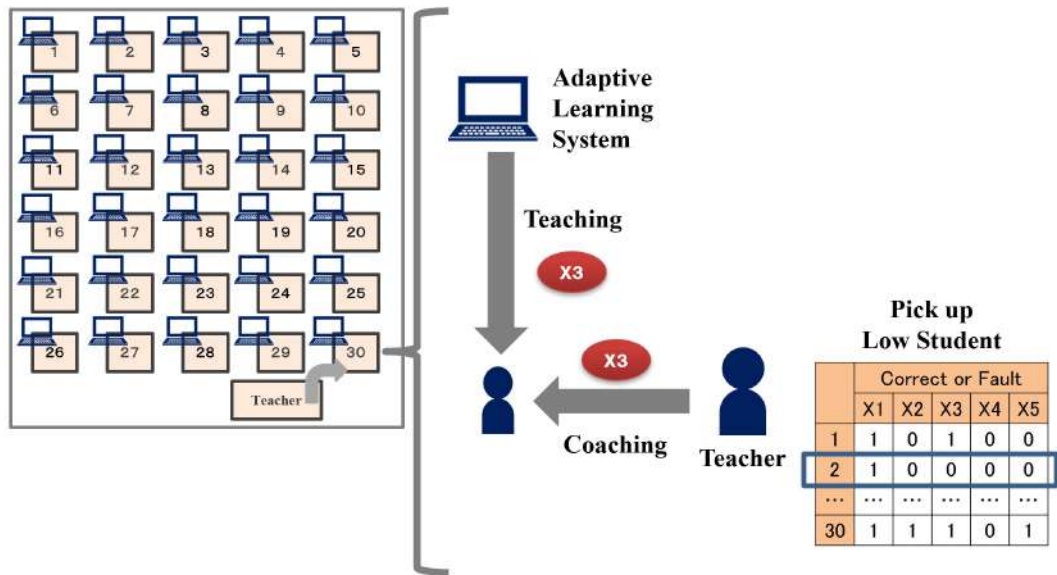 1 2 3 4 5
6 7 8 9 10
11 12 13 14 15
16 17 18 19 20
21 22 23 24 25
26 27 28 29 30
Teacher
Adaptive
Learning
System
Teaching
X3
X3
Coaching
Teacher
Pick up
Low Student
Correct or Fault
X1 X2 X3 X4 X5
1 1 0 1 0 0
2 1 0 0 0 0
... ... ... ... ... ...
30 1 1 1 0 1